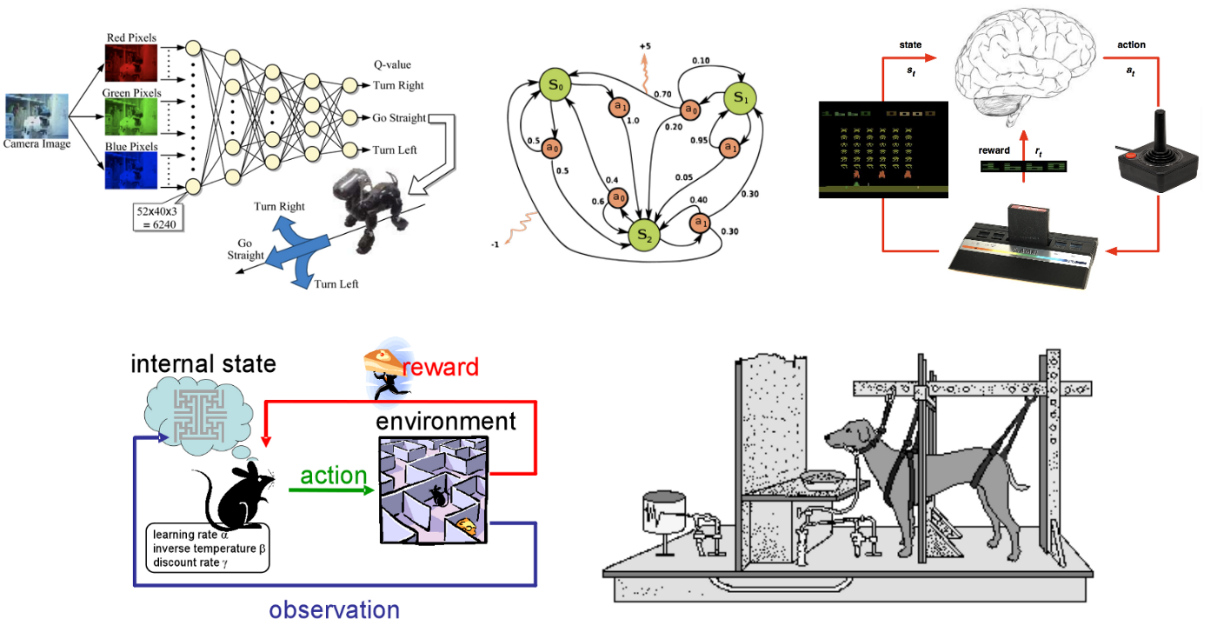 Red Pixels
Green Pixels
Camera Image
Blue Pixels
52x40x3
= 6240
Q-value
Turn Right
Go Straight
Turn Left
Turn Right
Go
Straight
Turn Left
+5
0.10
S0
S1
a1
0.70
a0
1.0
0.20
0.5
a0
0.95
a1
0.5
0.4
0.05
0.30
a0
0.6
0.40
S2
a1
0.30
-1
state
action
st
at
reward
rt
internal state
reward
environment
action
learning rate α
inverse temperature β
discount rate γ
observation